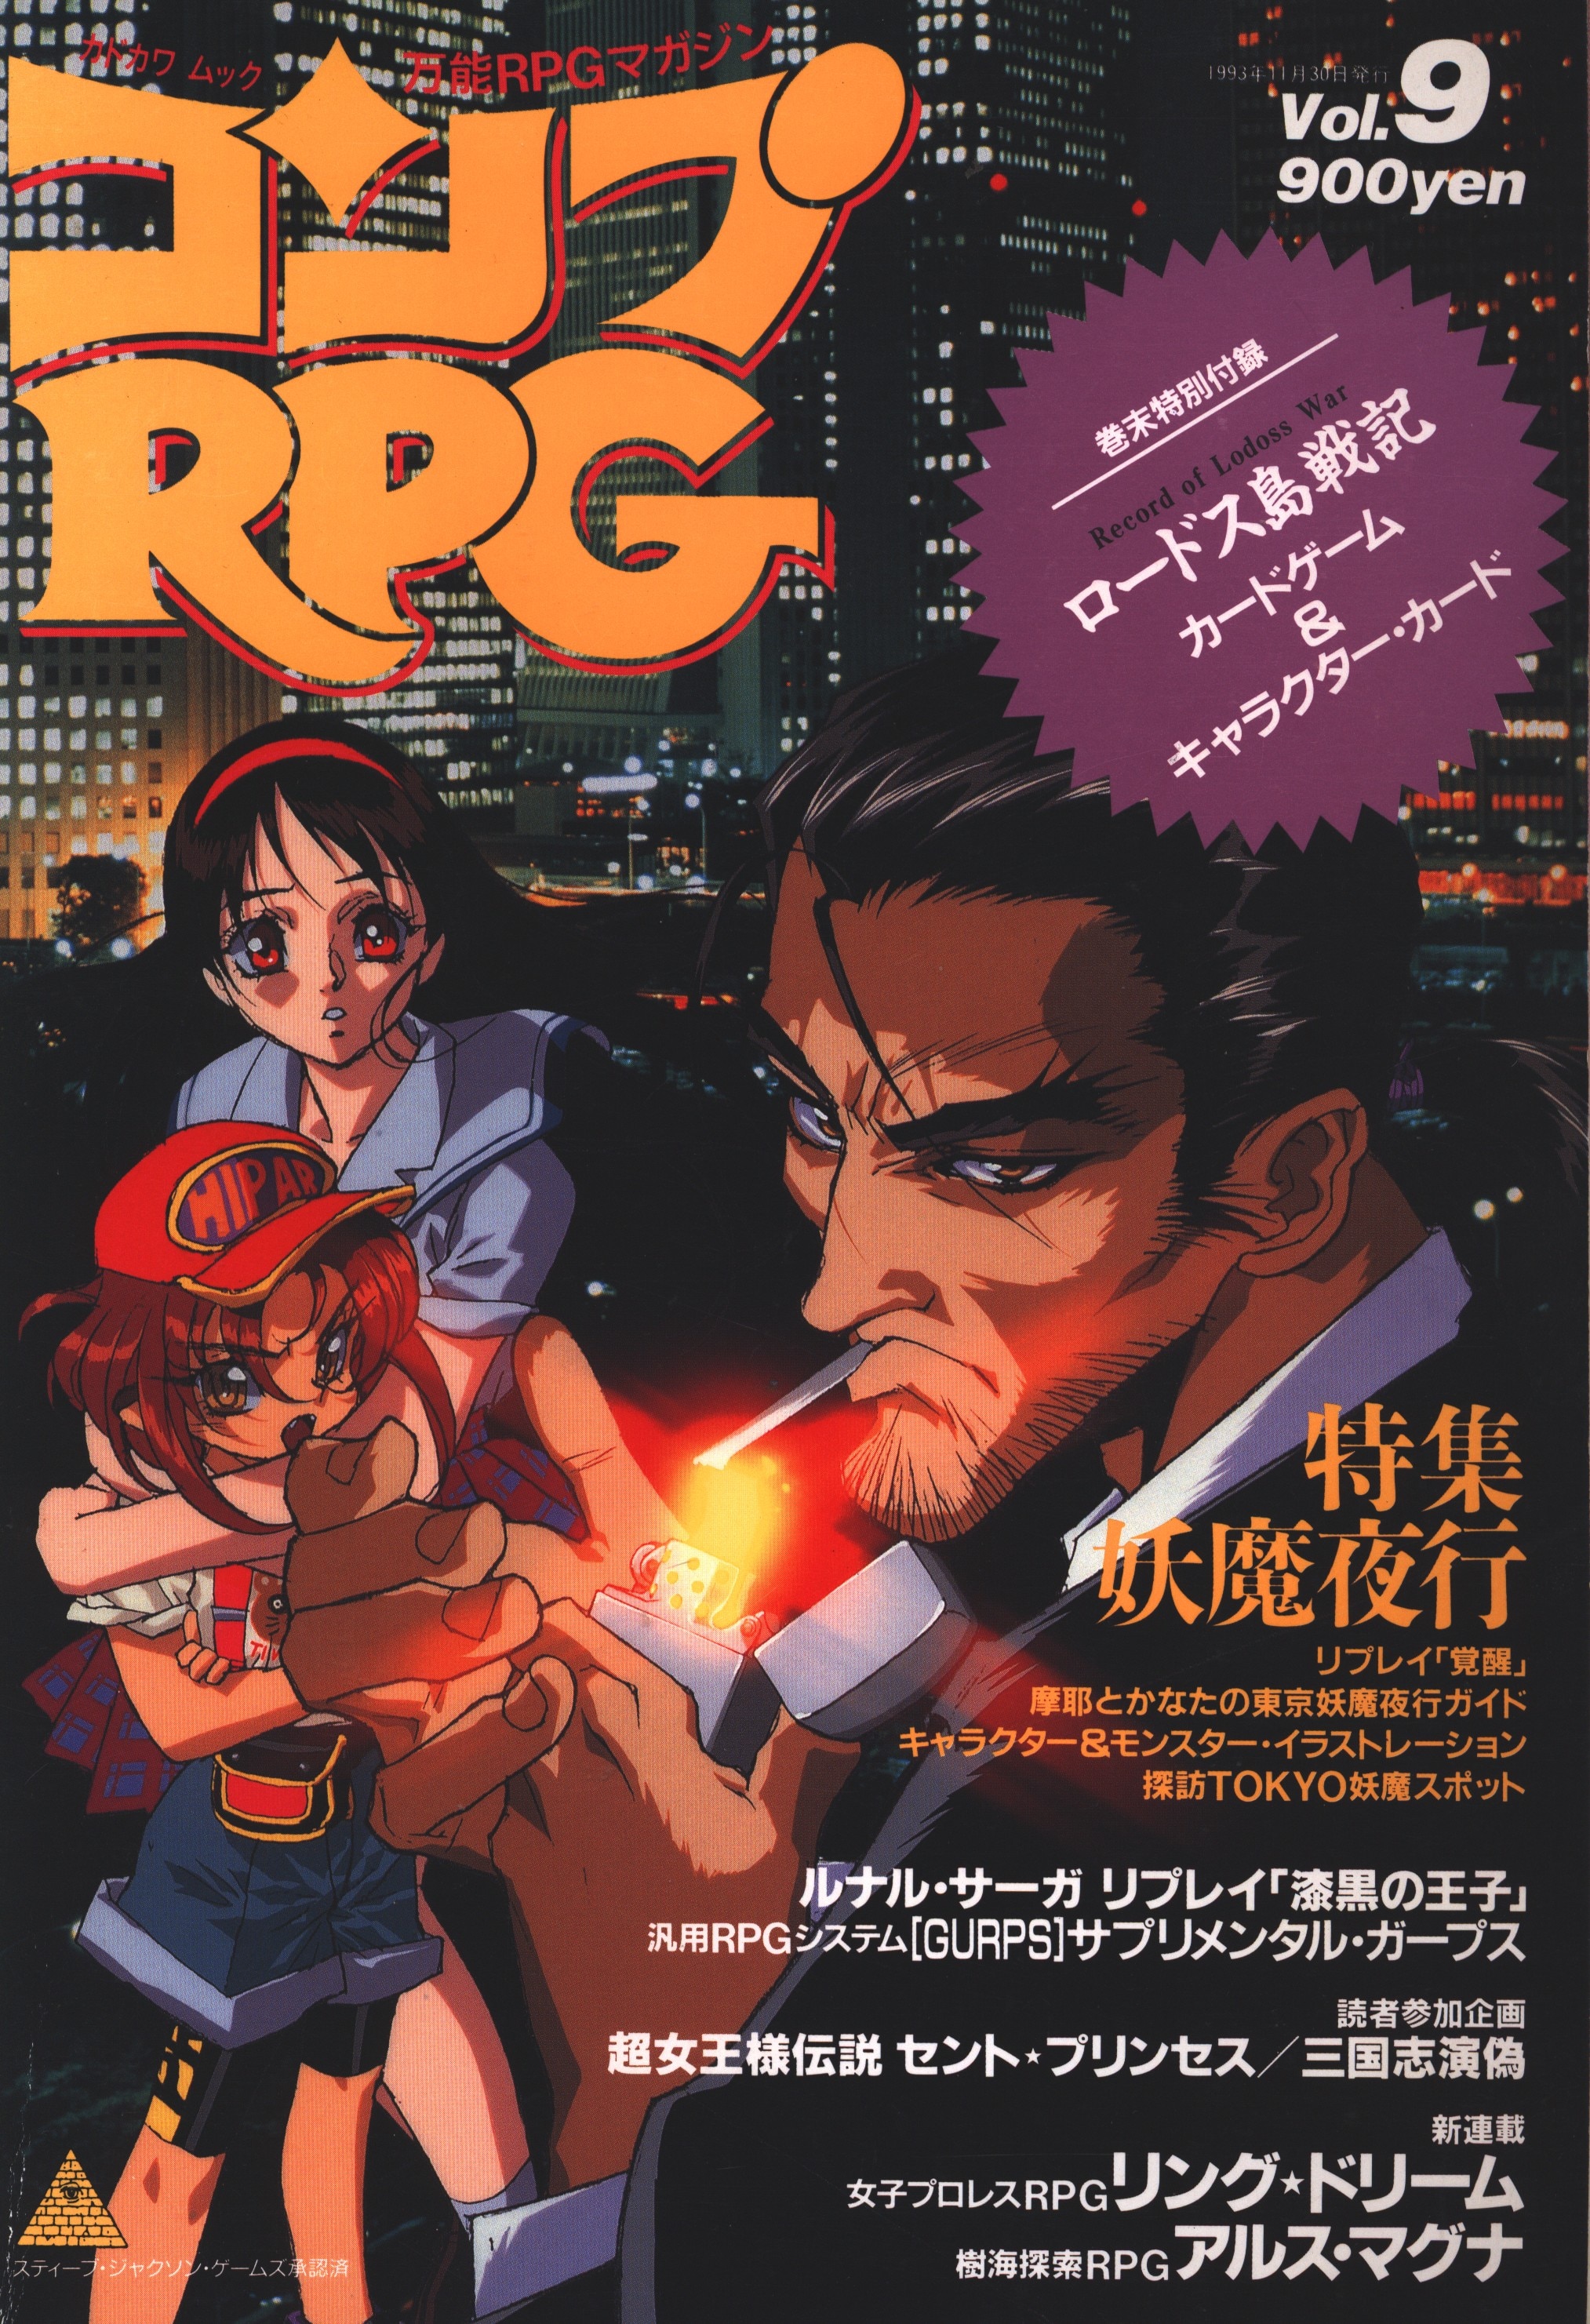 カドカワ ムック
万能RPGマガジン
コンプ
RPG
1993年11月30日発行
Vol.9
900yen
巻末特別付録
Record of Lodoss War
ロードス島戦記
カードゲーム
&
キャラクター・カード
HIPAR
特集
妖魔夜行
リプレイ「覚醒」
摩耶とかなたの東京妖魔夜行ガイド
キャラクター&モンスター・イラストレーション
探訪TOKYO妖魔スポット
ルナル・サーガ リプレイ「漆黒の王子」
汎用RPGシステム[GURPS]サプリメンタル・ガープス
読者参加企画
超女王様伝説 セント★プリンセス／三国志演偽
新連載
女子プロレスRPGリング★ドリーム
樹海探索RPGアルス・マグナ
スティーブ・ジャクソン・ゲームズ承認済